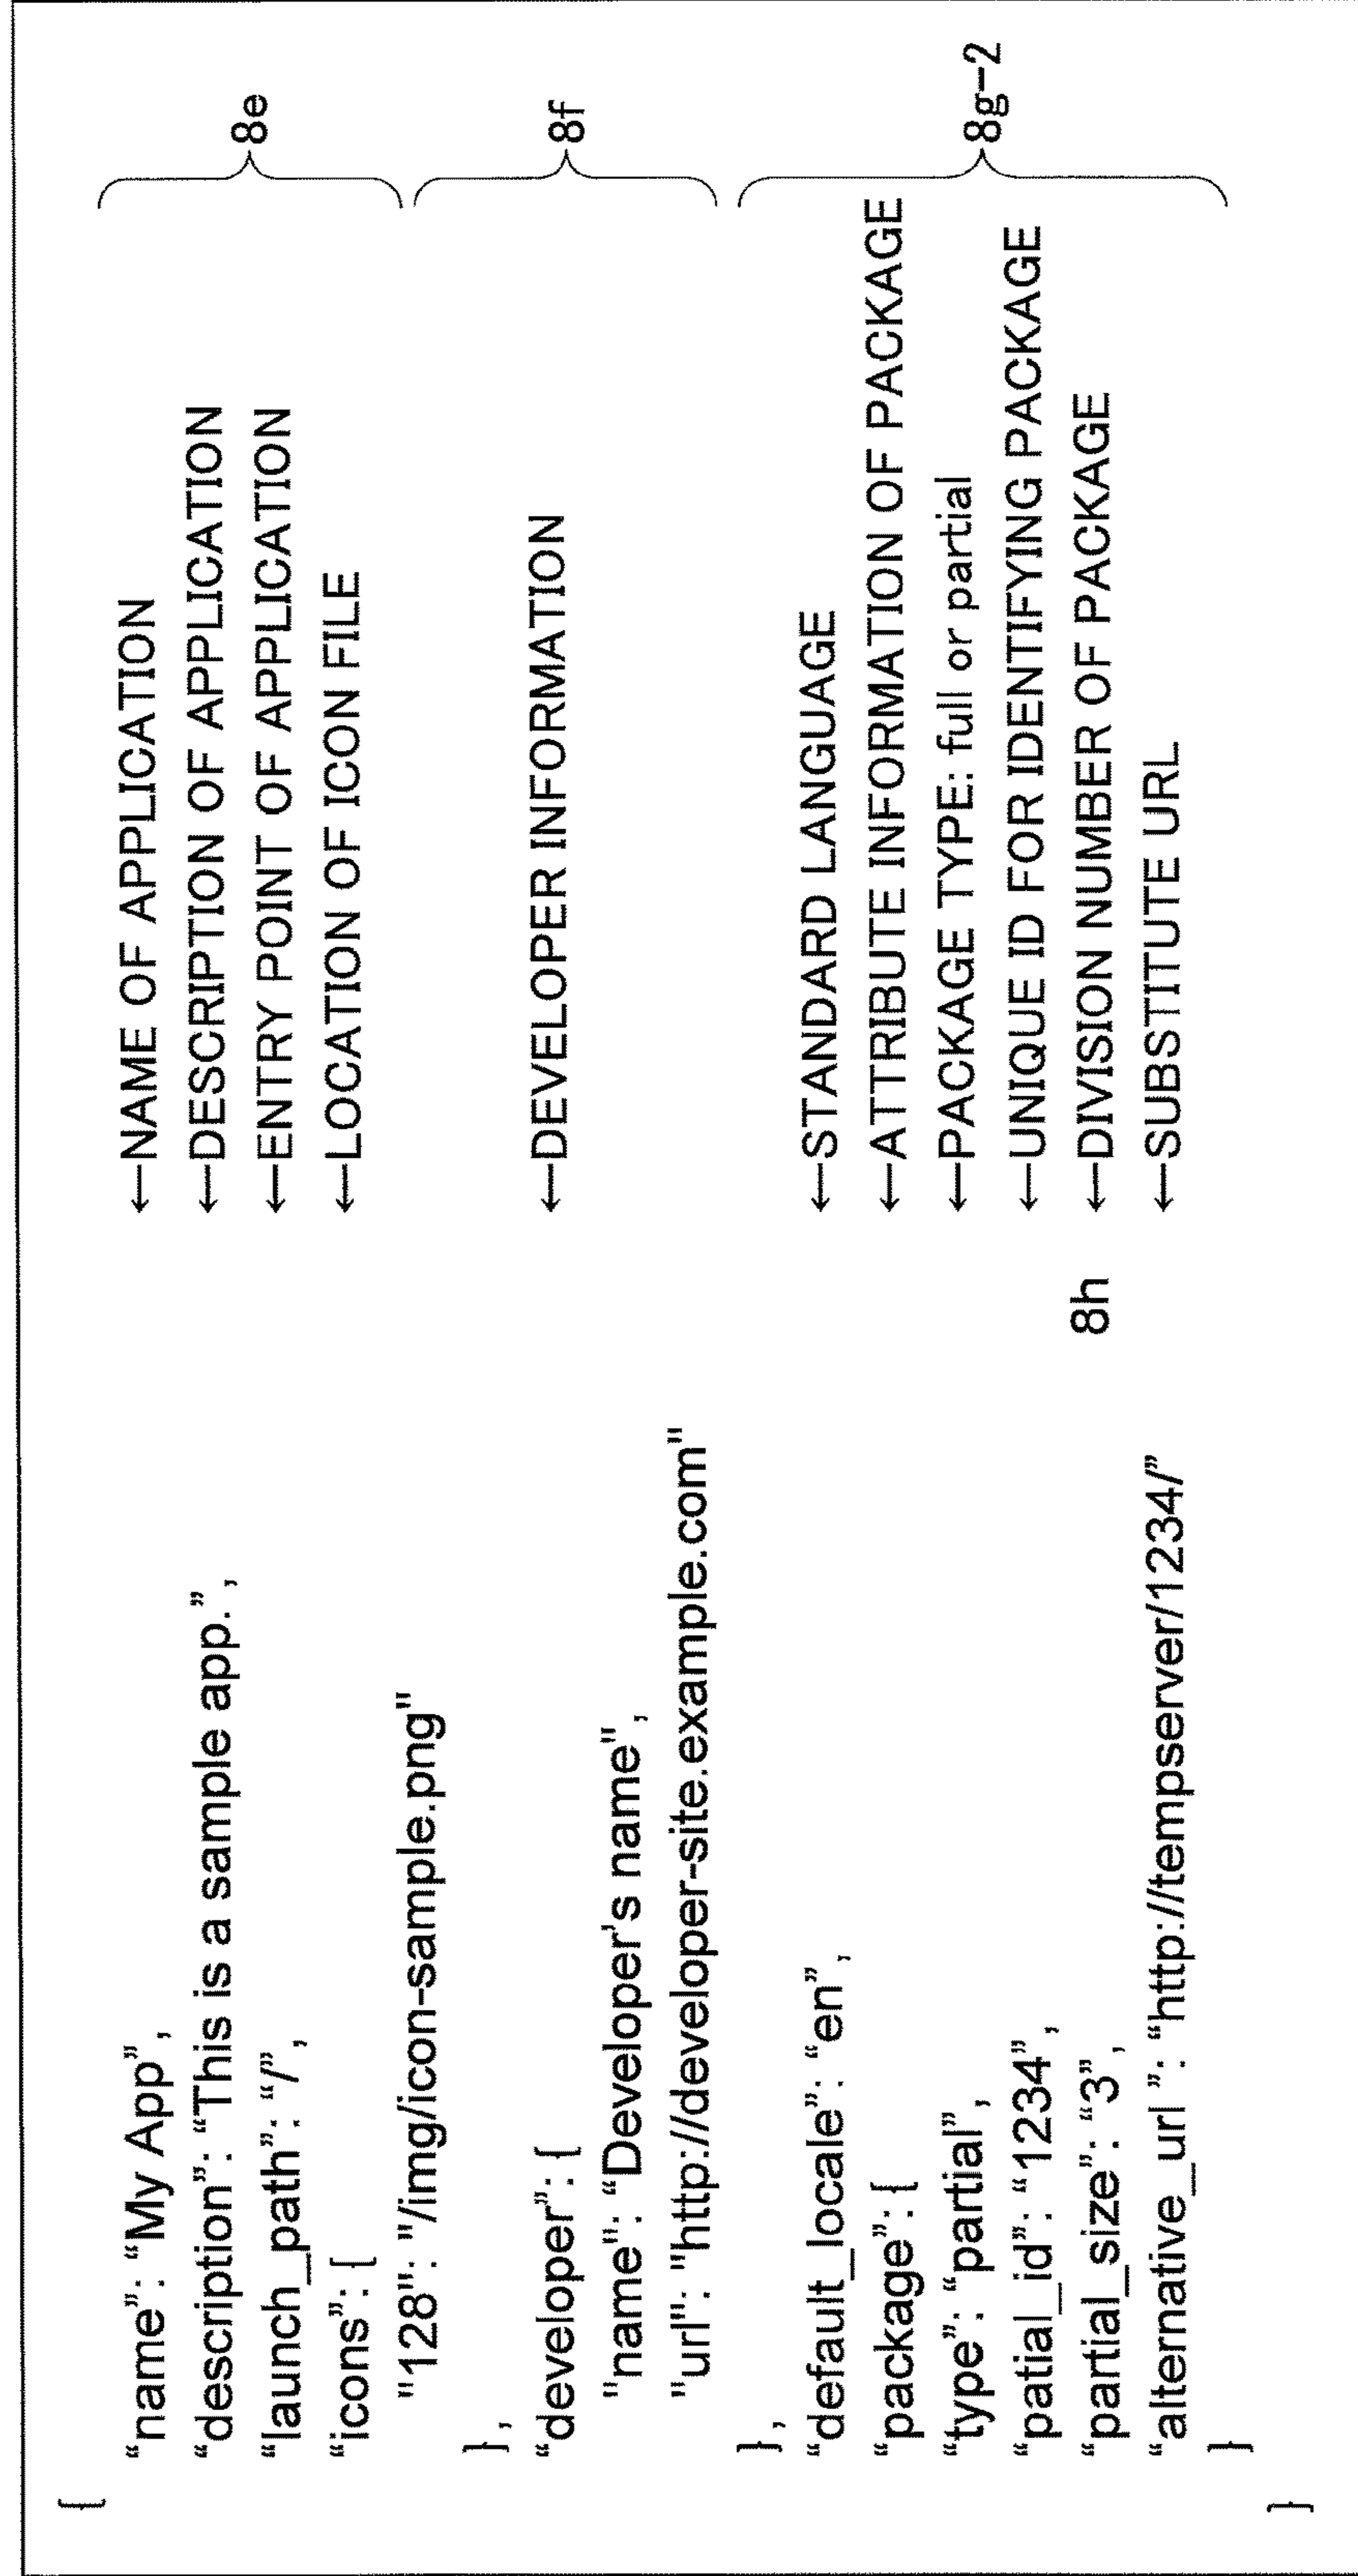 {
“name”: “My App”, ←NAME OF APPLICATION
“description”: “This is a sample app.”, ←DESCRIPTION OF APPLICATION
“launch_path”: “/”, ←ENTRY POINT OF APPLICATION
“icons”: { ←LOCATION OF ICON FILE
"128": "/img/icon-sample.png"
},
8e
“developer”: { ←DEVELOPER INFORMATION
"name": “Developer's name",
"url": "http://developer-site.example.com"
},
8f
“default_locale”: “en”, ←STANDARD LANGUAGE
“package”: { ←ATTRIBUTE INFORMATION OF PACKAGE
“type”: “partial”, ←PACKAGE TYPE: full or partial
“patial_id”: “1234”, ←UNIQUE ID FOR IDENTIFYING PACKAGE
“partial_size”: “3”, 8h ←DIVISION NUMBER OF PACKAGE
“alternative_url ”: “http://tempserver/1234/” ←SUBSTITUTE URL
}
8g-2
}